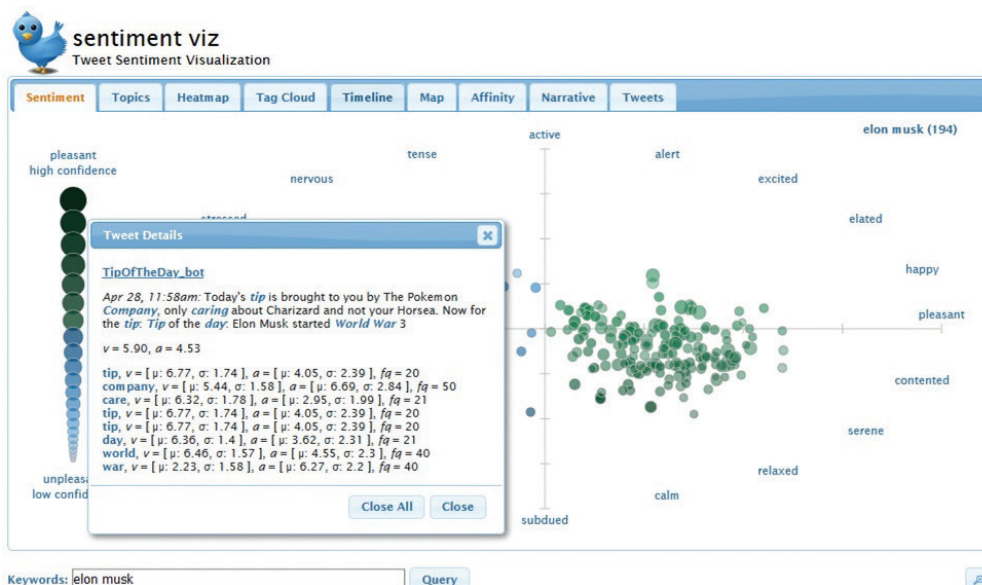 sentiment viz
Tweet Sentiment Visualization
Sentiment Topics Heatmap Tag Cloud Timeline Map Affinity Narrative Tweets
elon musk (194)
active
pleasant
high confidence
tense
alert
nervous
excited
stressed
elated
happy
pleasant
contented
serene
relaxed
calm
subdued
Tweet Details
TipOfTheDay_bot
Apr 28, 11:58am: Today's tip is brought to you by The Pokemon
Company, only caring about Charizard and not your Horsea. Now for
the tip: Tip of the day: Elon Musk started World War 3
v = 5.90, a = 4.53
tip, v = [ μ: 6.77, σ: 1.74 ], a = [ μ: 4.05, σ: 2.39 ], fq = 20
company, v = [ μ: 5.44, σ: 1.58 ], a = [ μ: 6.69, σ: 2.84 ], fq = 50
care, v = [ μ: 6.32, σ: 1.78 ], a = [ μ: 2.95, σ: 1.99 ], fq = 21
tip, v = [ μ: 6.77, σ: 1.74 ], a = [ μ: 4.05, σ: 2.39 ], fq = 20
tip, v = [ μ: 6.77, σ: 1.74 ], a = [ μ: 4.05, σ: 2.39 ], fq = 20
day, v = [ μ: 6.36, σ: 1.4 ], a = [ μ: 3.62, σ: 2.31 ], fq = 21
world, v = [ μ: 6.46, σ: 1.57 ], a = [ μ: 4.55, σ: 2.3 ], fq = 40
war, v = [ μ: 2.23, σ: 1.58 ], a = [ μ: 6.27, σ: 2.2 ], fq = 40
Close All Close
unpleasa
low confid
Keywords: elon musk Query